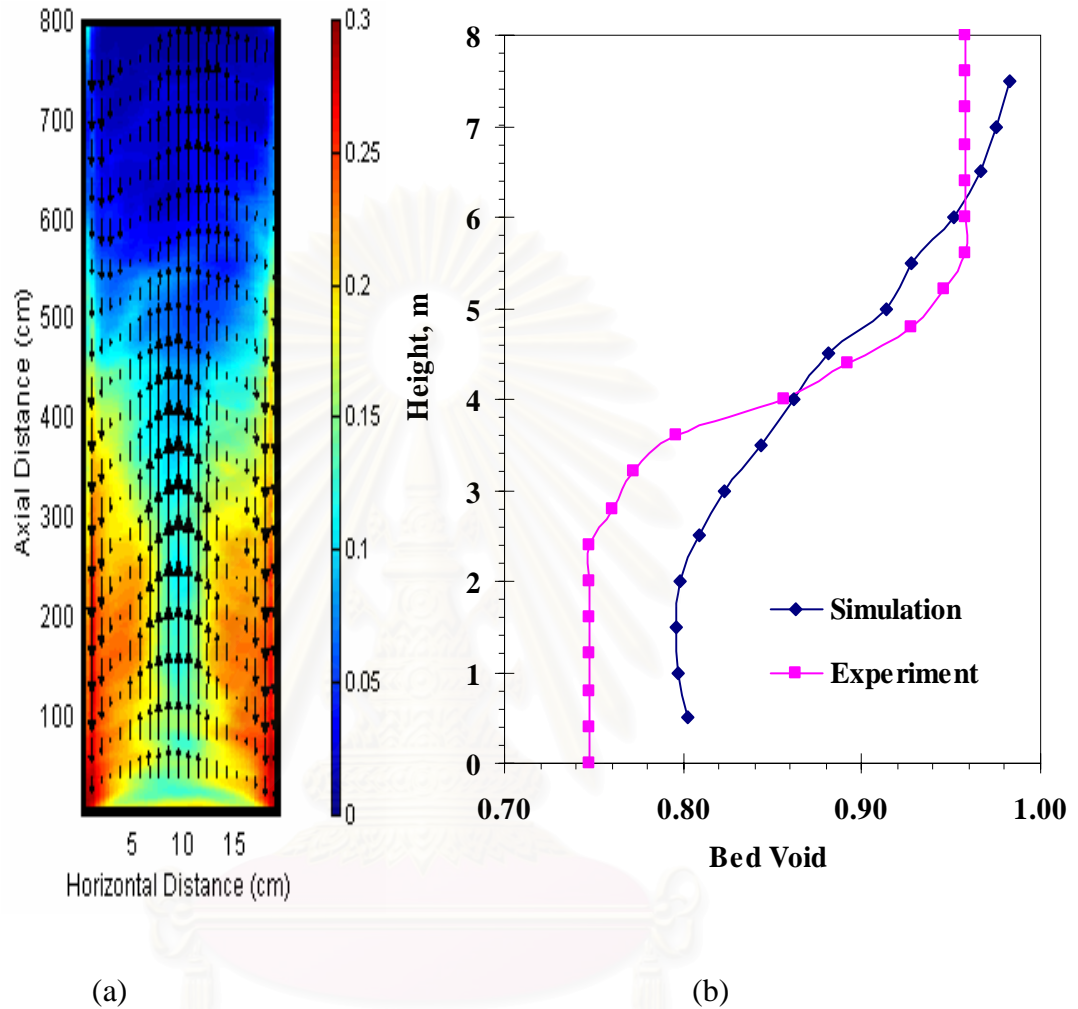 800
700
600
500
400
300
200
100
Axial Distance (cm)
5 10 15
Horizontal Distance (cm)
0.3
0.25
0.2
0.15
0.1
0.05
0
(a)
8
7
6
5
4
3
2
1
0
Height, m
0.70 0.80 0.90 1.00
Bed Void
Simulation
Experiment
(b)